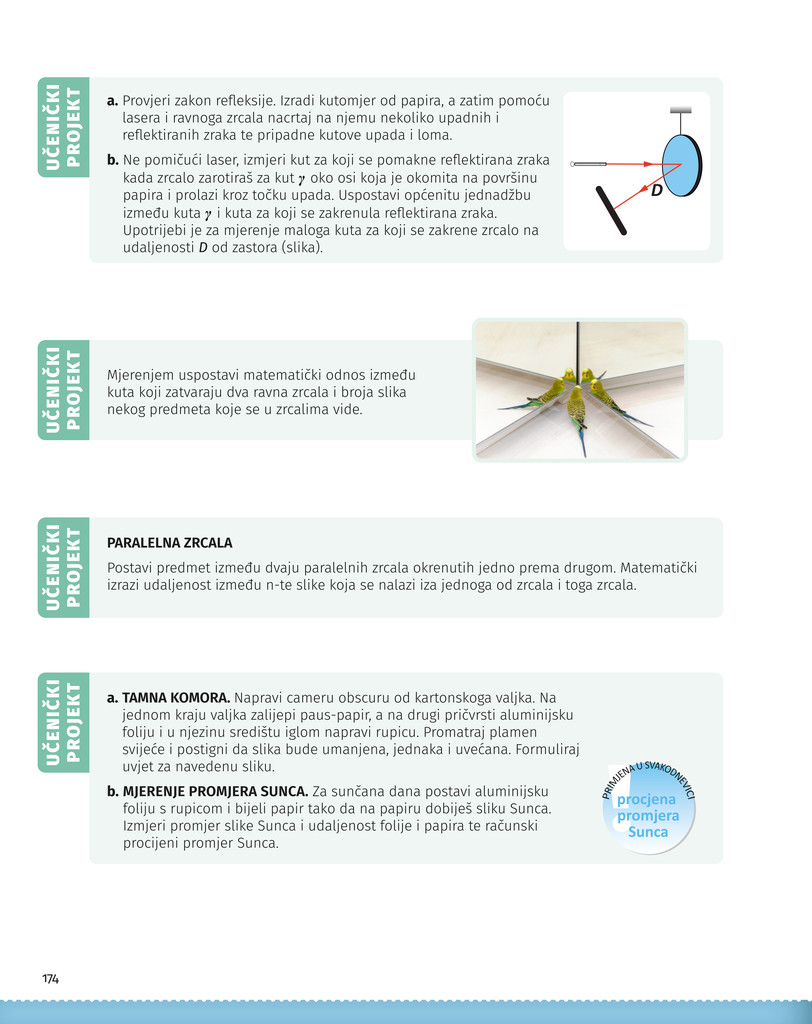 UČENIČKI
PROJEKT
a. Provjeri zakon refleksije. Izradi kutomjer od papira, a zatim pomoću
lasera i ravnoga zrcala nacrtaj na njemu nekoliko upadnih i
reflektiranih zraka te pripadne kutove upada i loma.
b. Ne pomičući laser, izmjeri kut za koji se pomakne reflektirana zraka
kada zrcalo zarotiraš za kut γ oko osi koja je okomita na površinu
papira i prolazi kroz točku upada. Uspostavi općenitu jednadžbu
između kuta γ i kuta za koji se zakrenula reflektirana zraka.
Upotrijebi je za mjerenje maloga kuta za koji se zakrene zrcalo na
udaljenosti D od zastora (slika).
D
UČENIČKI
PROJEKT
Mjerenjem uspostavi matematički odnos između
kuta koji zatvaraju dva ravna zrcala i broja slika
nekog predmeta koje se u zrcalima vide.
UČENIČKI
PROJEKT
PARALELNA ZRCALA
Postavi predmet između dvaju paralelnih zrcala okrenutih jedno prema drugom. Matematički
izrazi udaljenost između n-te slike koja se nalazi iza jednoga od zrcala i toga zrcala.
UČENIČKI
PROJEKT
a. TAMNA KOMORA. Napravi cameru obscuru od kartonskoga valjka. Na
jednom kraju valjka zalijepi paus-papir, a na drugi pričvrsti aluminijsku
foliju i u njezinu središtu iglom napravi rupicu. Promatraj plamen
svijeće i postigni da slika bude umanjena, jednaka i uvećana. Formuliraj
uvjet za navedenu sliku.
b. MJERENJE PROMJERA SUNCA. Za sunčana dana postavi aluminijsku
foliju s rupicom i bijeli papir tako da na papiru dobiješ sliku Sunca.
Izmjeri promjer slike Sunca i udaljenost folije i papira te računski
procijeni promjer Sunca.
PRIMJENA U SVAKODNEVICI
procjena
promjera
Sunca
174